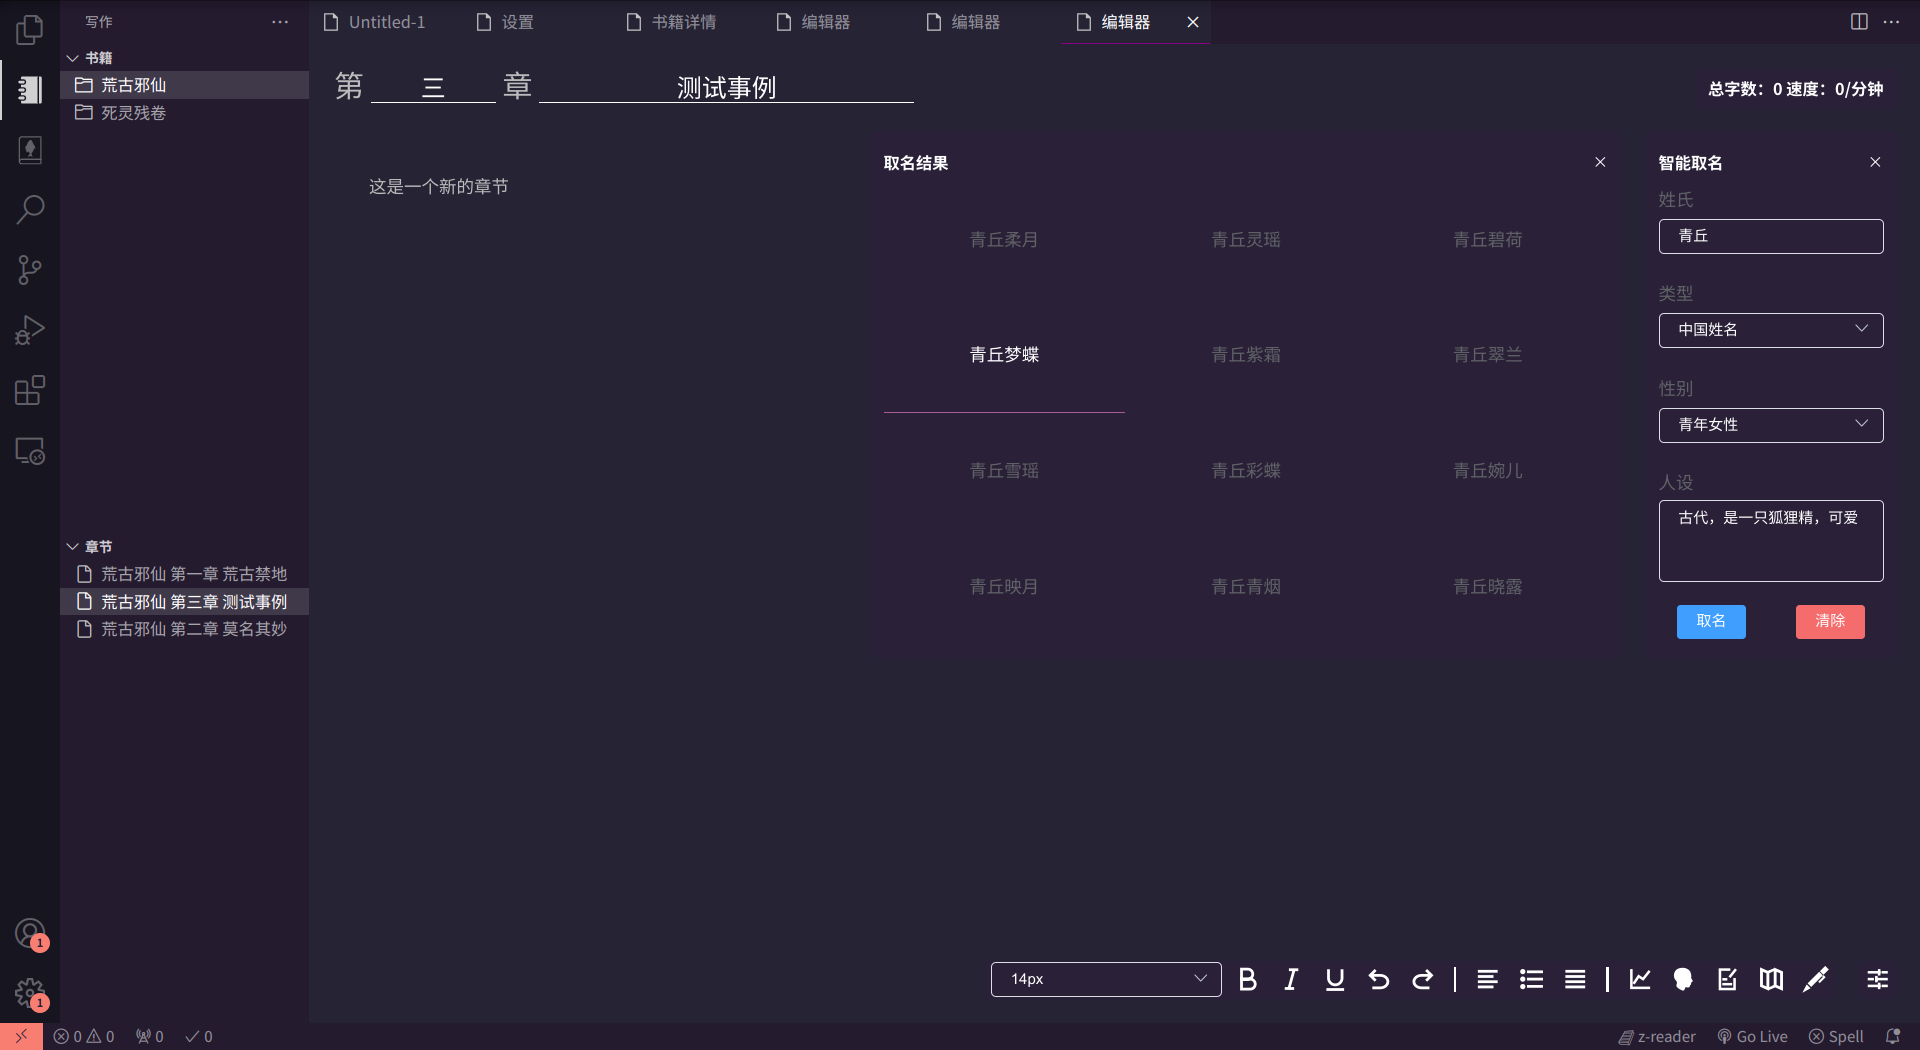 写作
Untitled-1
设置
书籍详情
编辑器
编辑器
编辑器
书籍
荒古邪仙
死灵残卷
章节
荒古邪仙 第一章 荒古禁地
荒古邪仙 第三章 测试事例
荒古邪仙 第二章 莫名其妙
第 三 章 测试事例
总字数：0 速度：0/分钟
这是一个新的章节
取名结果
青丘柔月 青丘灵瑶 青丘碧荷
青丘梦蝶 青丘紫霜 青丘翠兰
青丘雪瑶 青丘彩蝶 青丘婉儿
青丘映月 青丘青烟 青丘晓露
智能取名
姓氏
青丘
类型
中国姓名
性别
青年女性
人设
古代，是一只狐狸精，可爱
取名 清除
14px
1
1
0 0 0 0
z-reader Go Live Spell